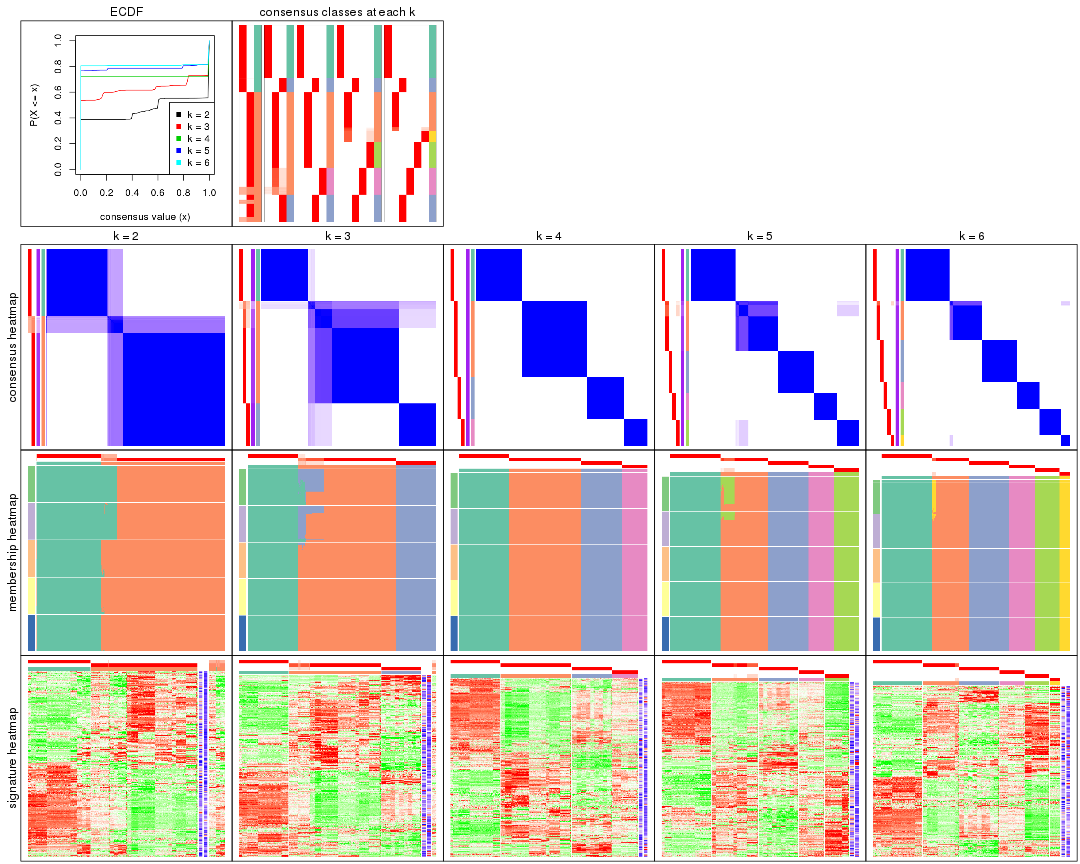 ECDF
consensus classes at each k
P(X <= x)
1.0
0.8
0.6
0.4
0.2
0.0
k = 2
k = 3
k = 4
k = 5
k = 6
0.0 0.2 0.4 0.6 0.8 1.0
consensus value (x)
k = 2 k = 3 k = 4 k = 5 k = 6
consensus heatmap
membership heatmap
signature heatmap